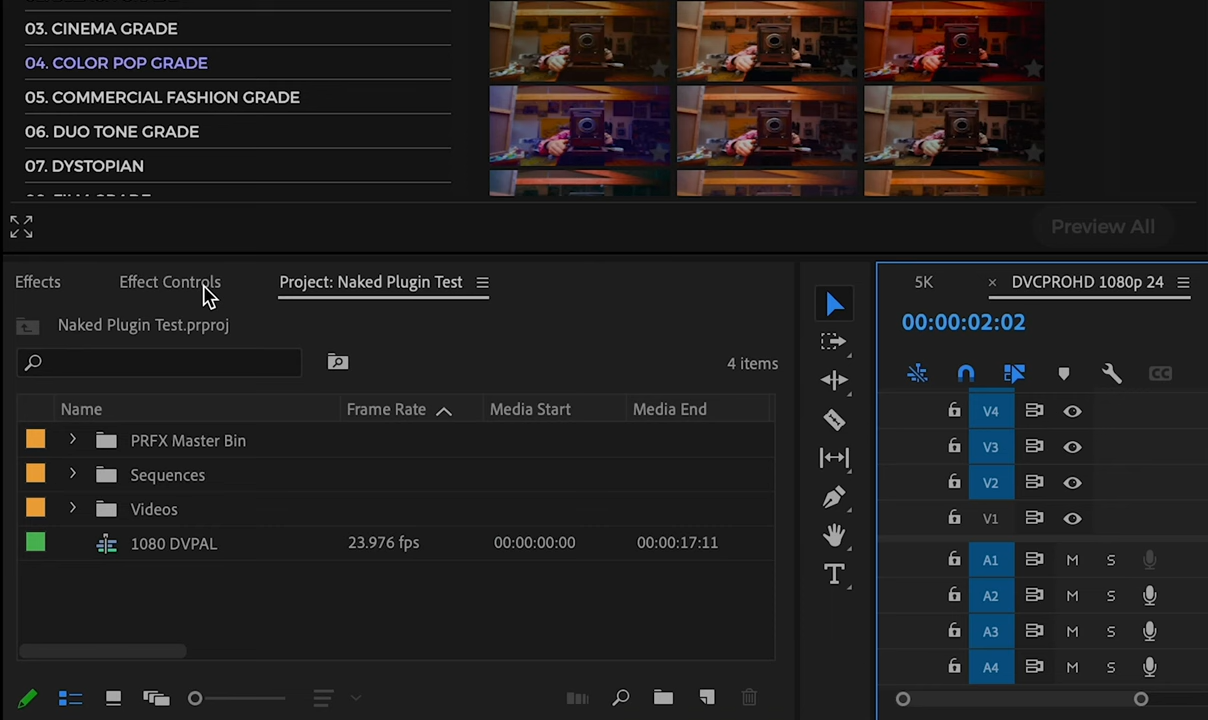 03. CINEMA GRADE
04. COLOR POP GRADE
05. COMMERCIAL FASHION GRADE
06. DUO TONE GRADE
07. DYSTOPIAN
Preview All
Effects
Effect Controls
Project: Naked Plugin Test
5K
× DVCPROHD 1080p 24
Naked Plugin Test.prproj
00:00:02:02
4 items
CC
Name Frame Rate Media Start Media End
PRFX Master Bin
Sequences
Videos
1080 DVPAL 23.976 fps 00:00:00:00 00:00:17:11
T
V4
V3
V2
V1
A1 M S
A2 M S
A3 M S
A4 M S